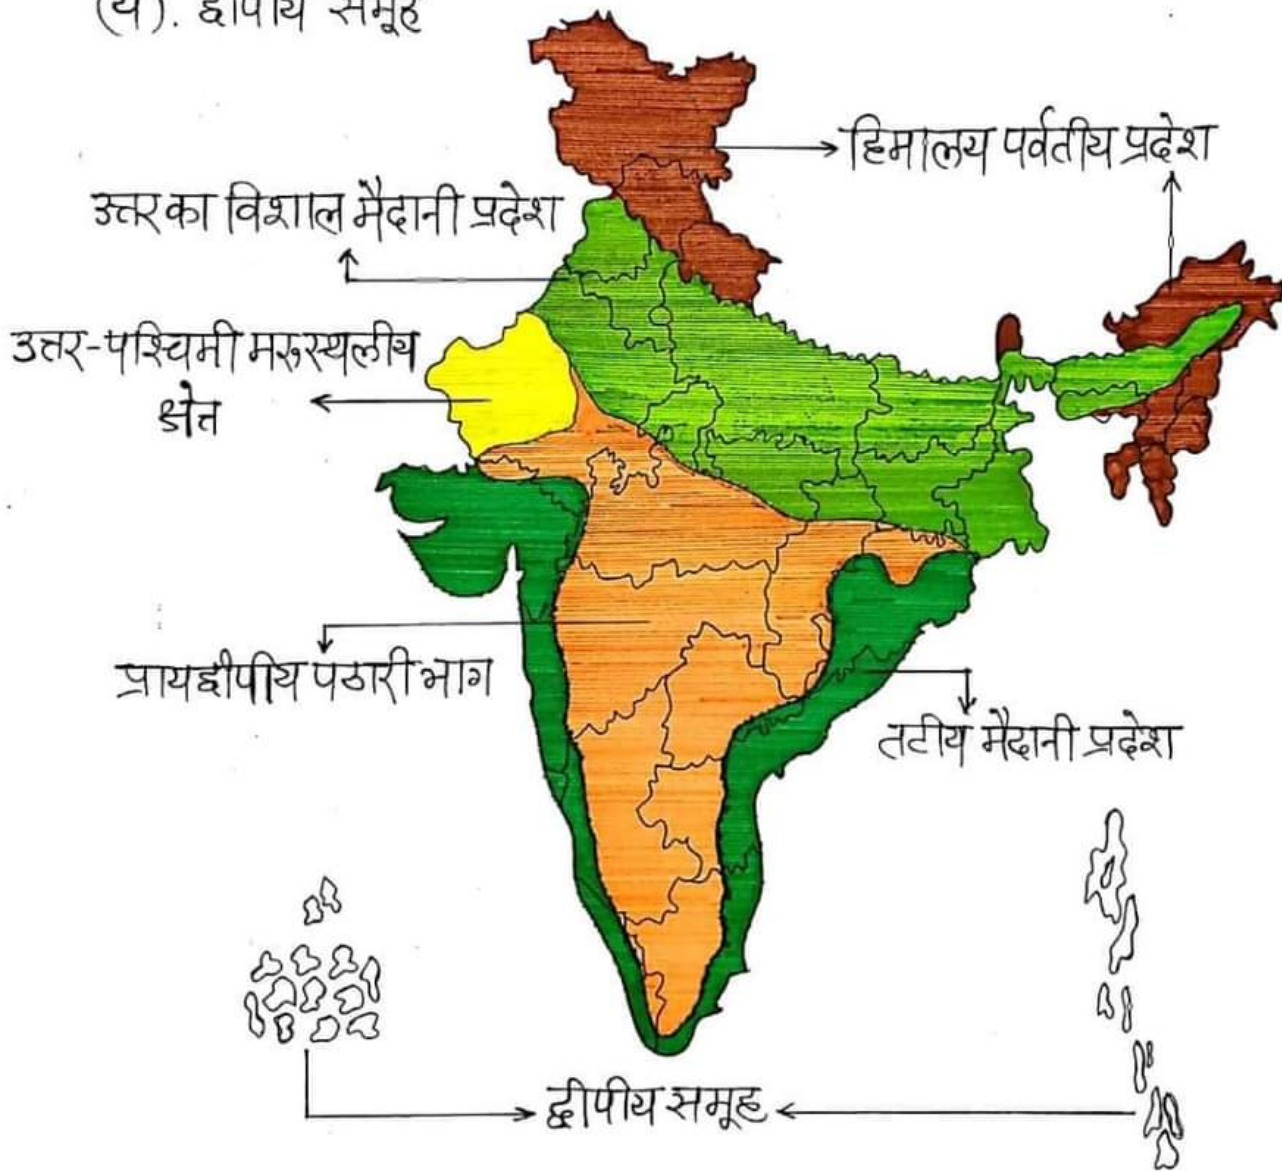 (य). द्वीपीय समूह
हिमालय पर्वतीय प्रदेश
उत्तर का विशाल मैदानी प्रदेश
उत्तर-पश्चिमी मरुस्थलीय
क्षेत्र
प्रायद्वीपीय पठारी भाग
तटीय मैदानी प्रदेश
द्वीपीय समूह